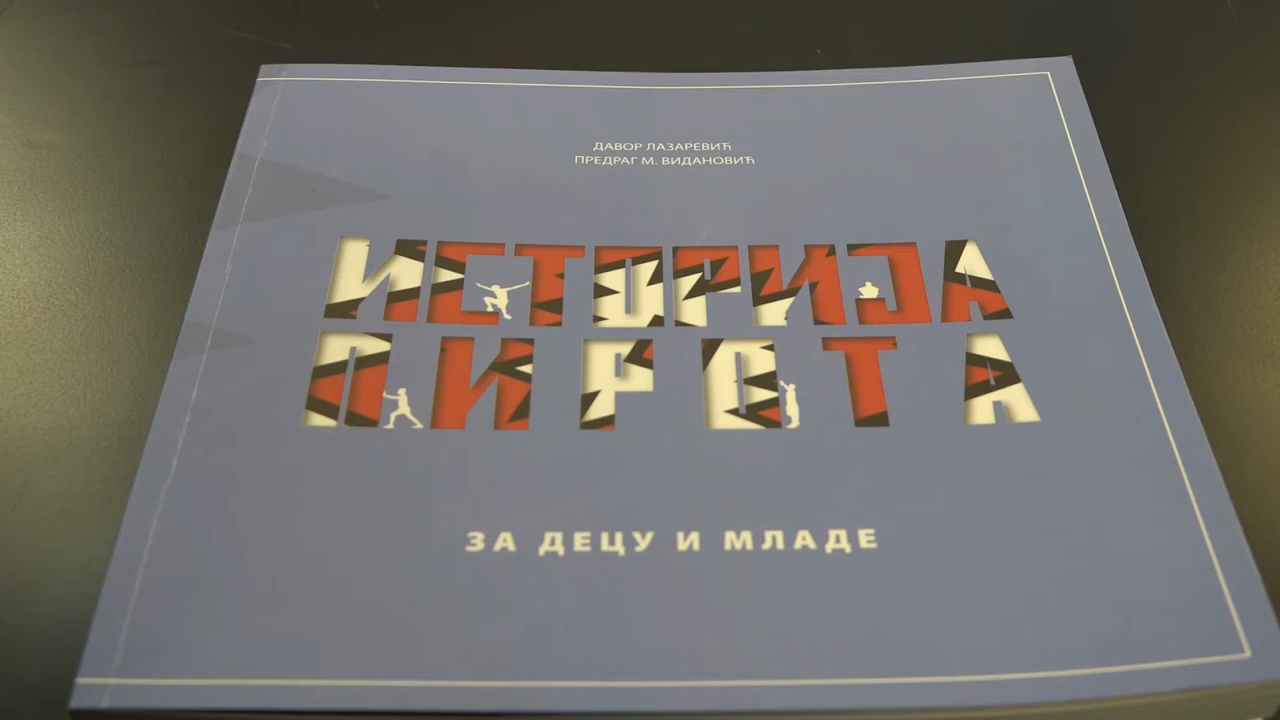 ДАВОР ЛАЗАРЕВИЋ
ПРЕДРАГ М. ВИДАНОВИЋ
ИСТОРИЈА
ПИРОТА
ЗА ДЕЦУ И МЛАДЕ